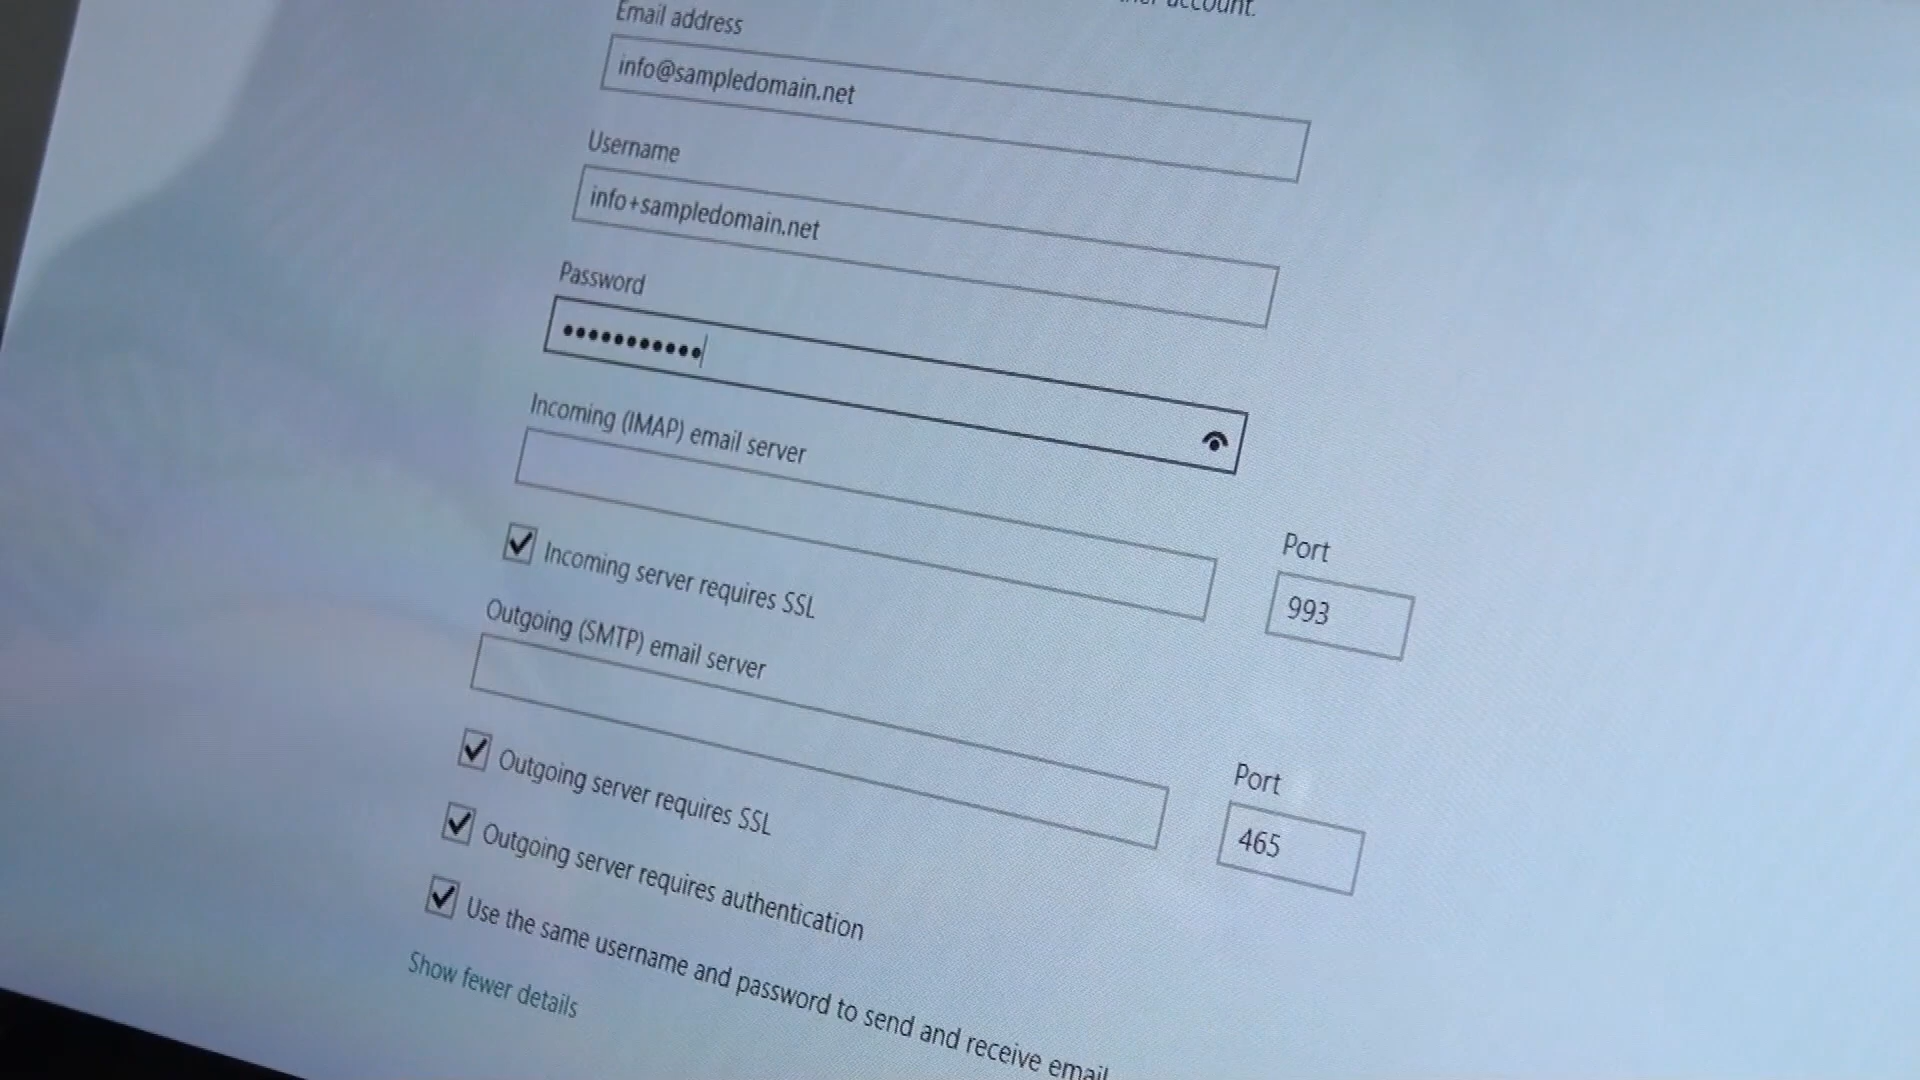 account.
Email address
info@sampledomain.net
Username
info+sampledomain.net
Password
•••••••••••
Incoming (IMAP) email server
Port
993
Incoming server requires SSL
Outgoing (SMTP) email server
Port
465
Outgoing server requires SSL
Outgoing server requires authentication
Use the same username and password to send and receive email
Show fewer details